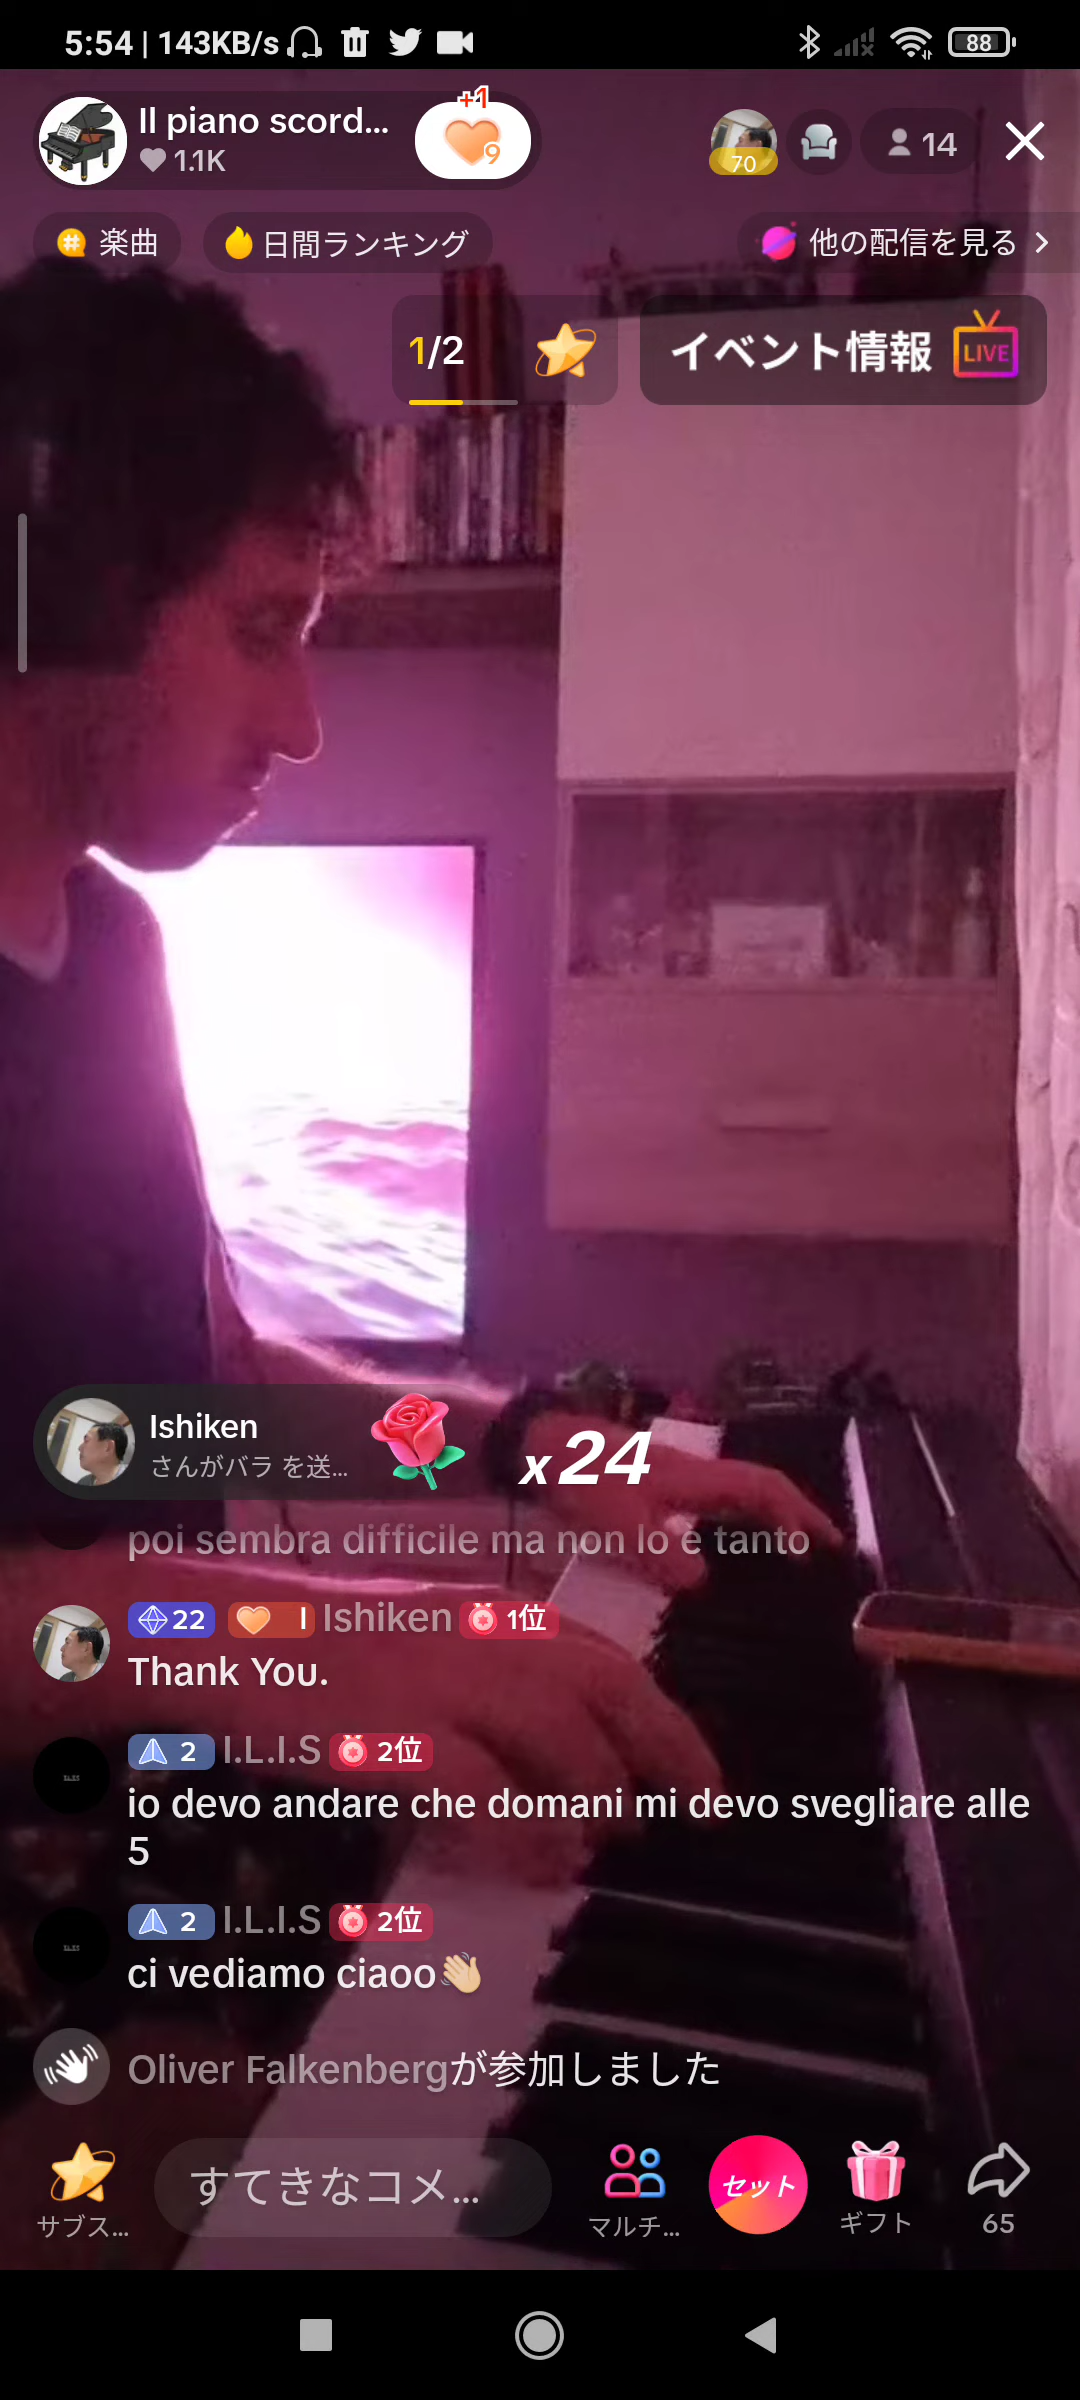 5:54 | 143KB/s
88
Il piano scord...
1.1K
+1
9
70
14
楽曲
日間ランキング
他の配信を見る
1/2
イベント情報
LIVE
Ishiken
さんがバラ を送...
x24
poi sembra difficile ma non lo è tanto
22 I Ishiken 1位
Thank You.
2 I.L.I.S 2位
io devo andare che domani mi devo svegliare alle
5
2 I.L.I.S 2位
ci vediamo ciaoo👋🏼
Oliver Falkenbergが参加しました
サブス...
すてきなコメ...
マルチ...
セット
ギフト
65